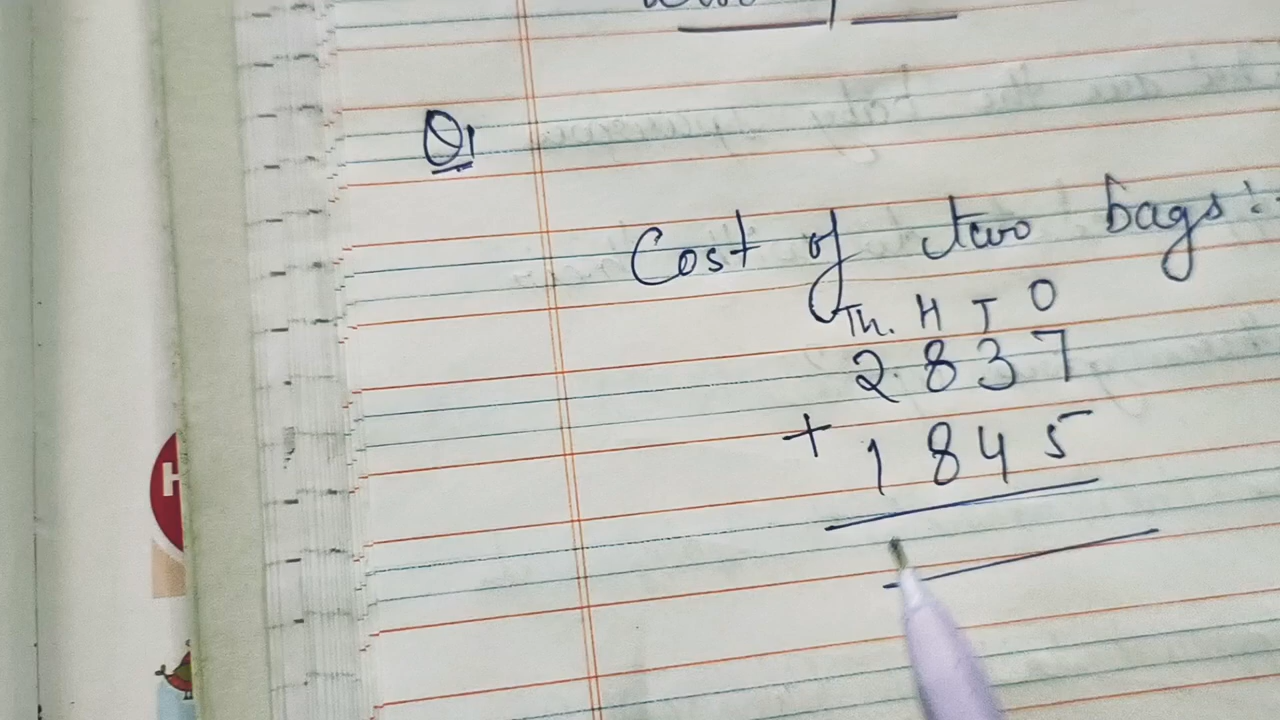 Q1
Cost of two bags:-
Th. H T O
2 8 3 7
+ 1 8 4 5
H